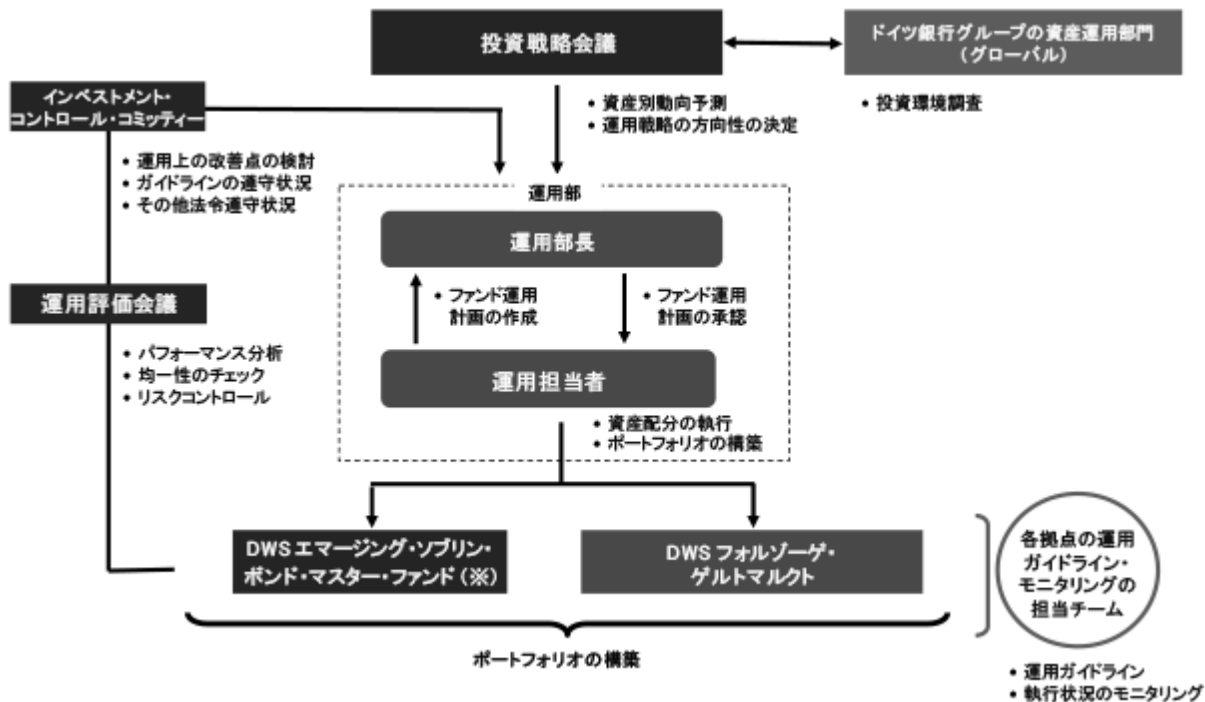 投資戦略会議
ドイツ銀行グループの資産運用部門
(グローバル)
• 資産別動向予測
• 運用戦略の方向性の決定
• 投資環境調査
インベストメント・
コントロール・コミッティー
• 運用上の改善点の検討
• ガイドラインの遵守状況
• その他法令遵守状況
運用部
運用部長
• ファンド運用
計画の作成
• ファンド運用
計画の承認
運用評価会議
• パフォーマンス分析
• 均一性のチェック
• リスクコントロール
運用担当者
• 資産配分の執行
• ポートフォリオの構築
DWSエマージング・ソブリン・
ボンド・マスター・ファンド(※)
DWSフォルゾーゲ・
ゲルトマルクト
各拠点の運用
ガイドライン・
モニタリングの
担当チーム
ポートフォリオの構築
• 運用ガイドライン
• 執行状況のモニタリング